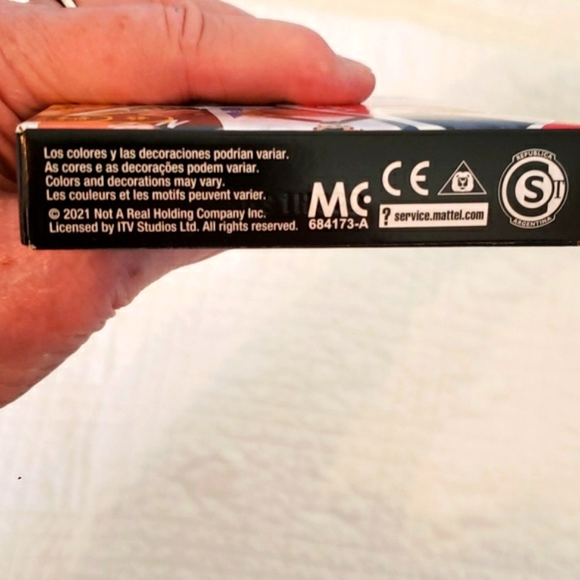 Los colores y las decoraciones podrían variar.
As cores e as decorações podem variar.
Colors and decorations may vary.
Les couleurs et les motifs peuvent varier.
© 2021 Not A Real Holding Company Inc.
Licensed by ITV Studios Ltd. All rights reserved.
MC
684173-A
CE
? service.mattel.com
REPUBLICA
S
ARGENTINA